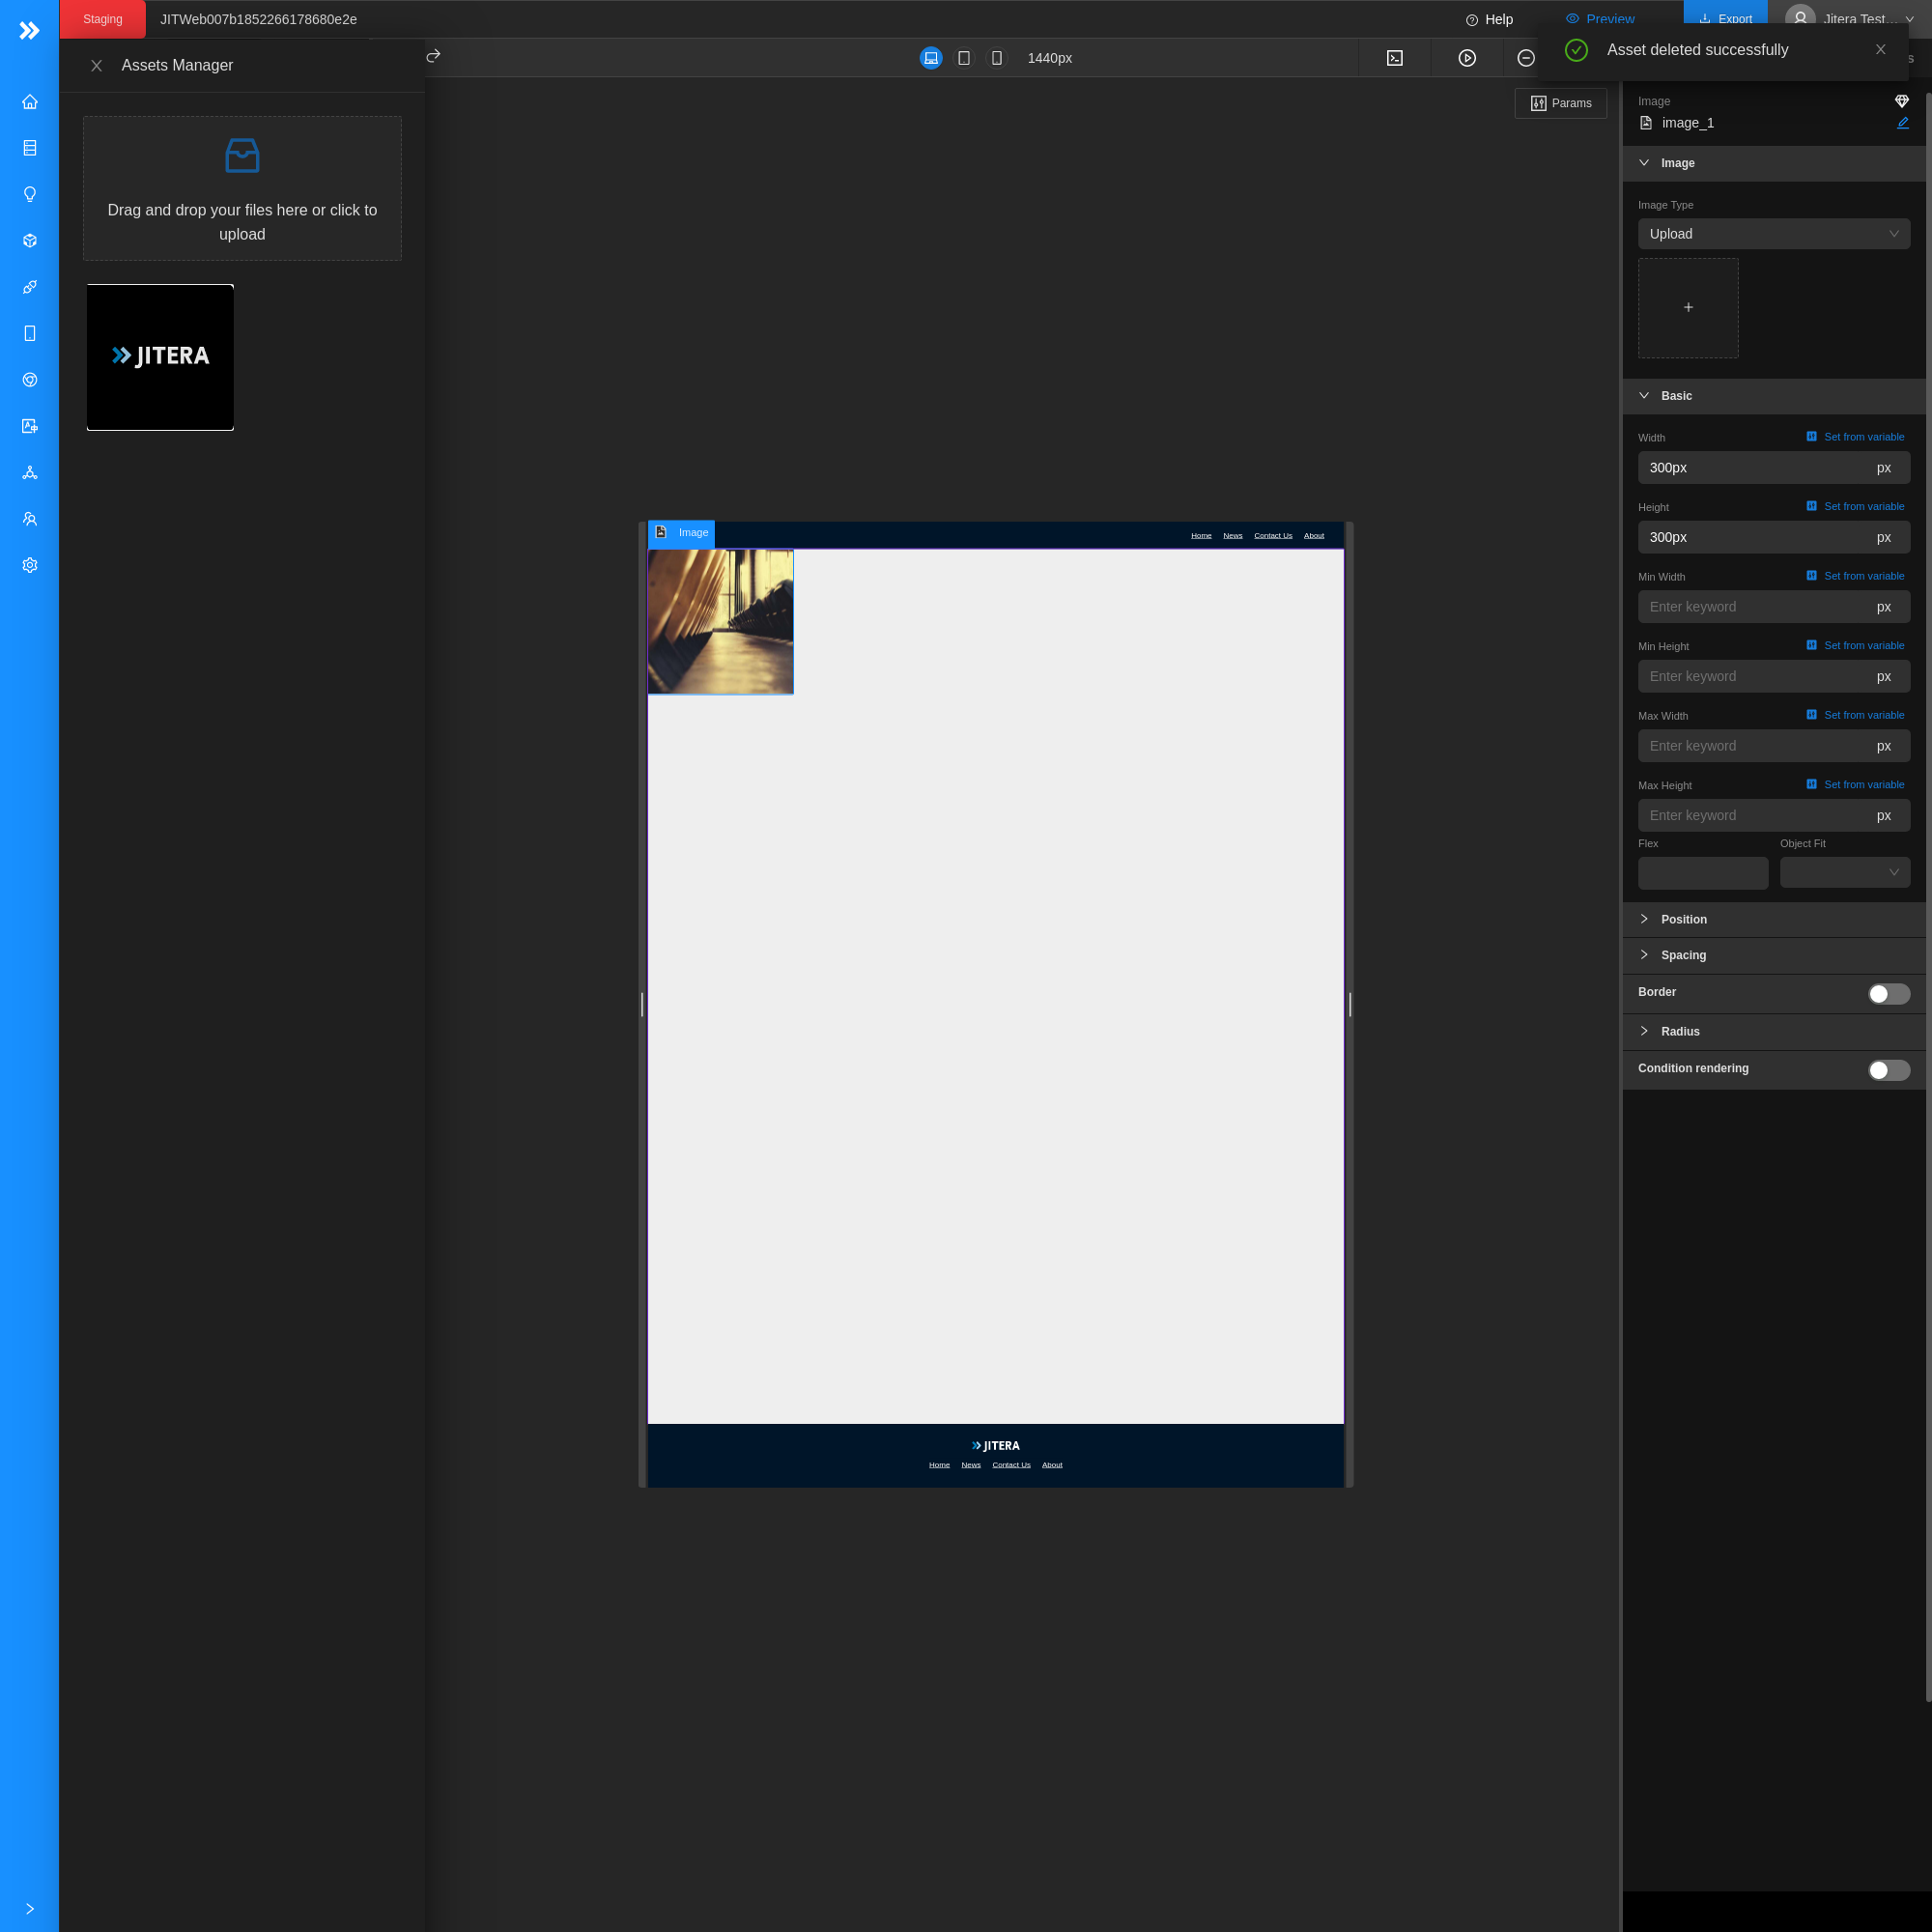 Staging
JITWeb007b1852266178680e2e
Help
Preview
Export
Jitera Test...
Asset deleted successfully
Assets Manager
1440px
Params
Drag and drop your files here or click to
upload
JITERA
Image
Home
News
Contact Us
About
JITERA
Home
News
Contact Us
About
Image
image_1
Image
Image Type
Upload
Basic
Width
Set from variable
300px
px
Height
Set from variable
300px
px
Min Width
Set from variable
Enter keyword
px
Min Height
Set from variable
Enter keyword
px
Max Width
Set from variable
Enter keyword
px
Max Height
Set from variable
Enter keyword
px
Flex
Object Fit
Position
Spacing
Border
Radius
Condition rendering